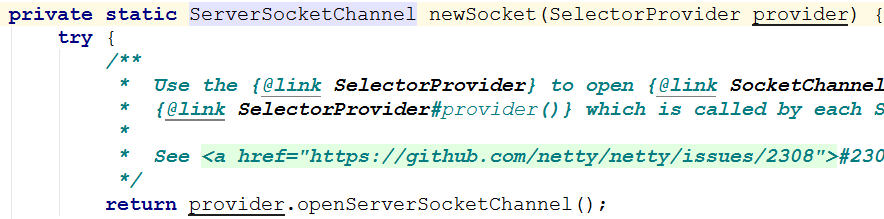 private static ServerSocketChannel newSocket(SelectorProvider provider) {
try {
/**
* Use the {@link SelectorProvider} to open {@link SocketChannel
* {@link SelectorProvider#provider()} which is called by each S
*
* See <a href="https://github.com/netty/netty/issues/2308">#230
*/
return provider.openServerSocketChannel();